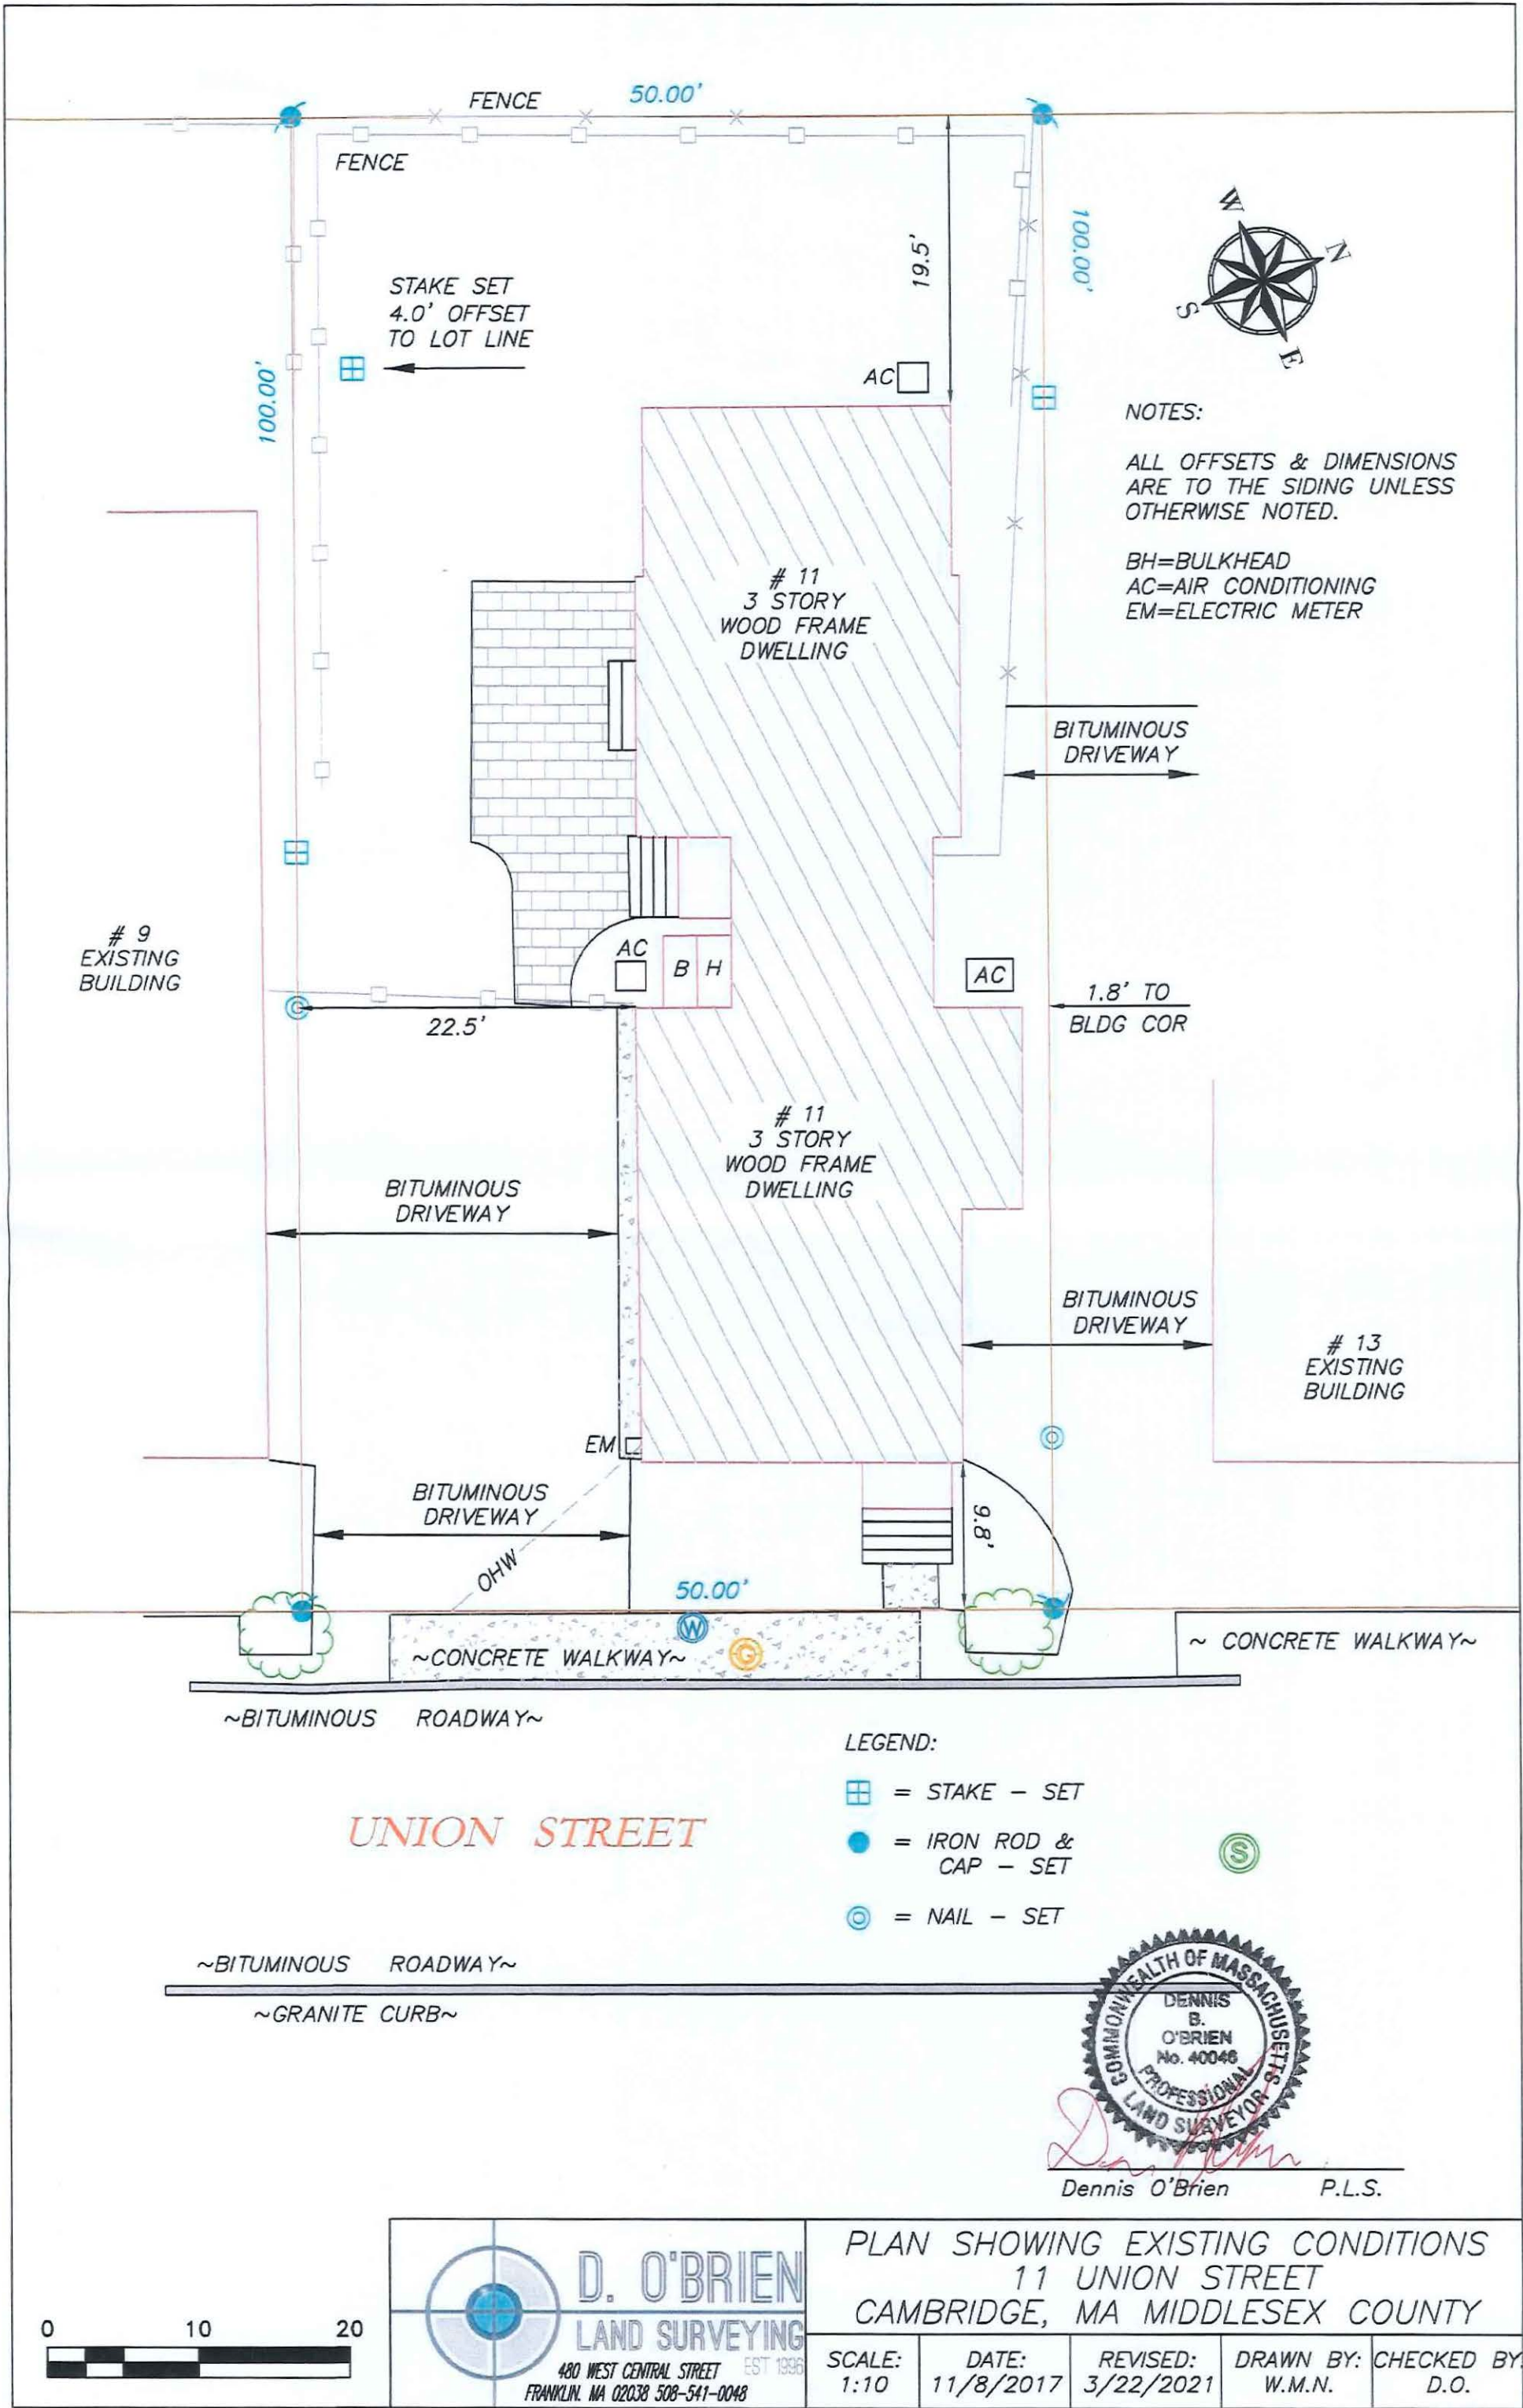 FENCE
50.00'
FENCE
100.00'
19.5'
W
N
S
E
STAKE SET
4.0' OFFSET
TO LOT LINE
100.00'
AC
NOTES:
ALL OFFSETS & DIMENSIONS
ARE TO THE SIDING UNLESS
OTHERWISE NOTED.
BH=BULKHEAD
AC=AIR CONDITIONING
EM=ELECTRIC METER
# 11
3 STORY
WOOD FRAME
DWELLING
BITUMINOUS
DRIVEWAY
# 9
EXISTING
BUILDING
AC
B H
AC
1.8' TO
BLDG COR
22.5'
# 11
3 STORY
WOOD FRAME
DWELLING
BITUMINOUS
DRIVEWAY
BITUMINOUS
DRIVEWAY
# 13
EXISTING
BUILDING
EM
BITUMINOUS
DRIVEWAY
OHW
9.8'
50.00'
W
G
~CONCRETE WALKWAY~
~ CONCRETE WALKWAY~
~BITUMINOUS ROADWAY~
LEGEND:
= STAKE - SET
UNION STREET
= IRON ROD &
CAP - SET
S
= NAIL - SET
~BITUMINOUS ROADWAY~
~GRANITE CURB~
COMMONWEALTH OF MASSACHUSETTS
DENNIS
B.
O'BRIEN
No. 40046
PROFESSIONAL
LAND SURVEYOR
Dennis O'Brien P.L.S.
0 10 20
D. O'BRIEN
LAND SURVEYING
EST 1996
480 WEST CENTRAL STREET
FRANKLIN. MA 02038 508-541-0048
PLAN SHOWING EXISTING CONDITIONS
11 UNION STREET
CAMBRIDGE, MA MIDDLESEX COUNTY
SCALE:
1:10
DATE:
11/8/2017
REVISED:
3/22/2021
DRAWN BY:
W.M.N.
CHECKED BY:
D.O.